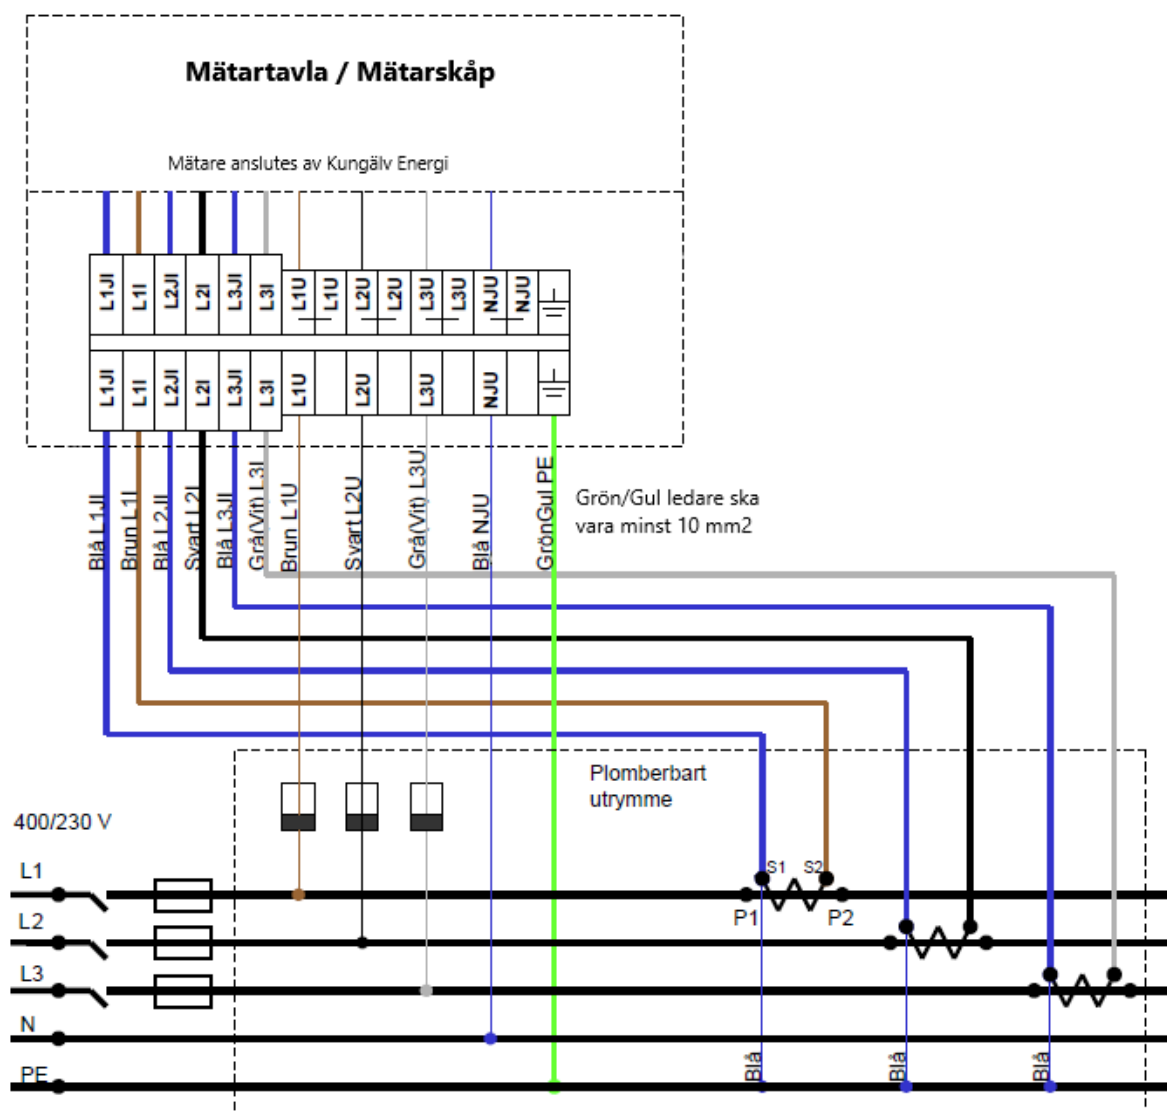 Mätartavla / Mätarskåp
Mätare anslutes av Kungälv Energi
L1JI
L1I
L2JI
L2I
L3JI
L3I
L1U
L1U
L2U
L2U
L3U
L3U
NJU
NJU
L1JI
L1I
L2JI
L2I
L3JI
L3I
L1U
L2U
L3U
NJU
Blå L1JI
Brun L1I
Blå L2JI
Svart L2I
Blå L3JI
Grå(Vit) L3I
Brun L1U
Svart L2U
Grå(Vit) L3U
Blå NJU
GrönGul PE
Grön/Gul ledare ska
vara minst 10 mm2
Plomberbart
utrymme
400/230 V
L1
S1
S2
P1
P2
L2
L3
N
PE
Blå
Blå
Blå